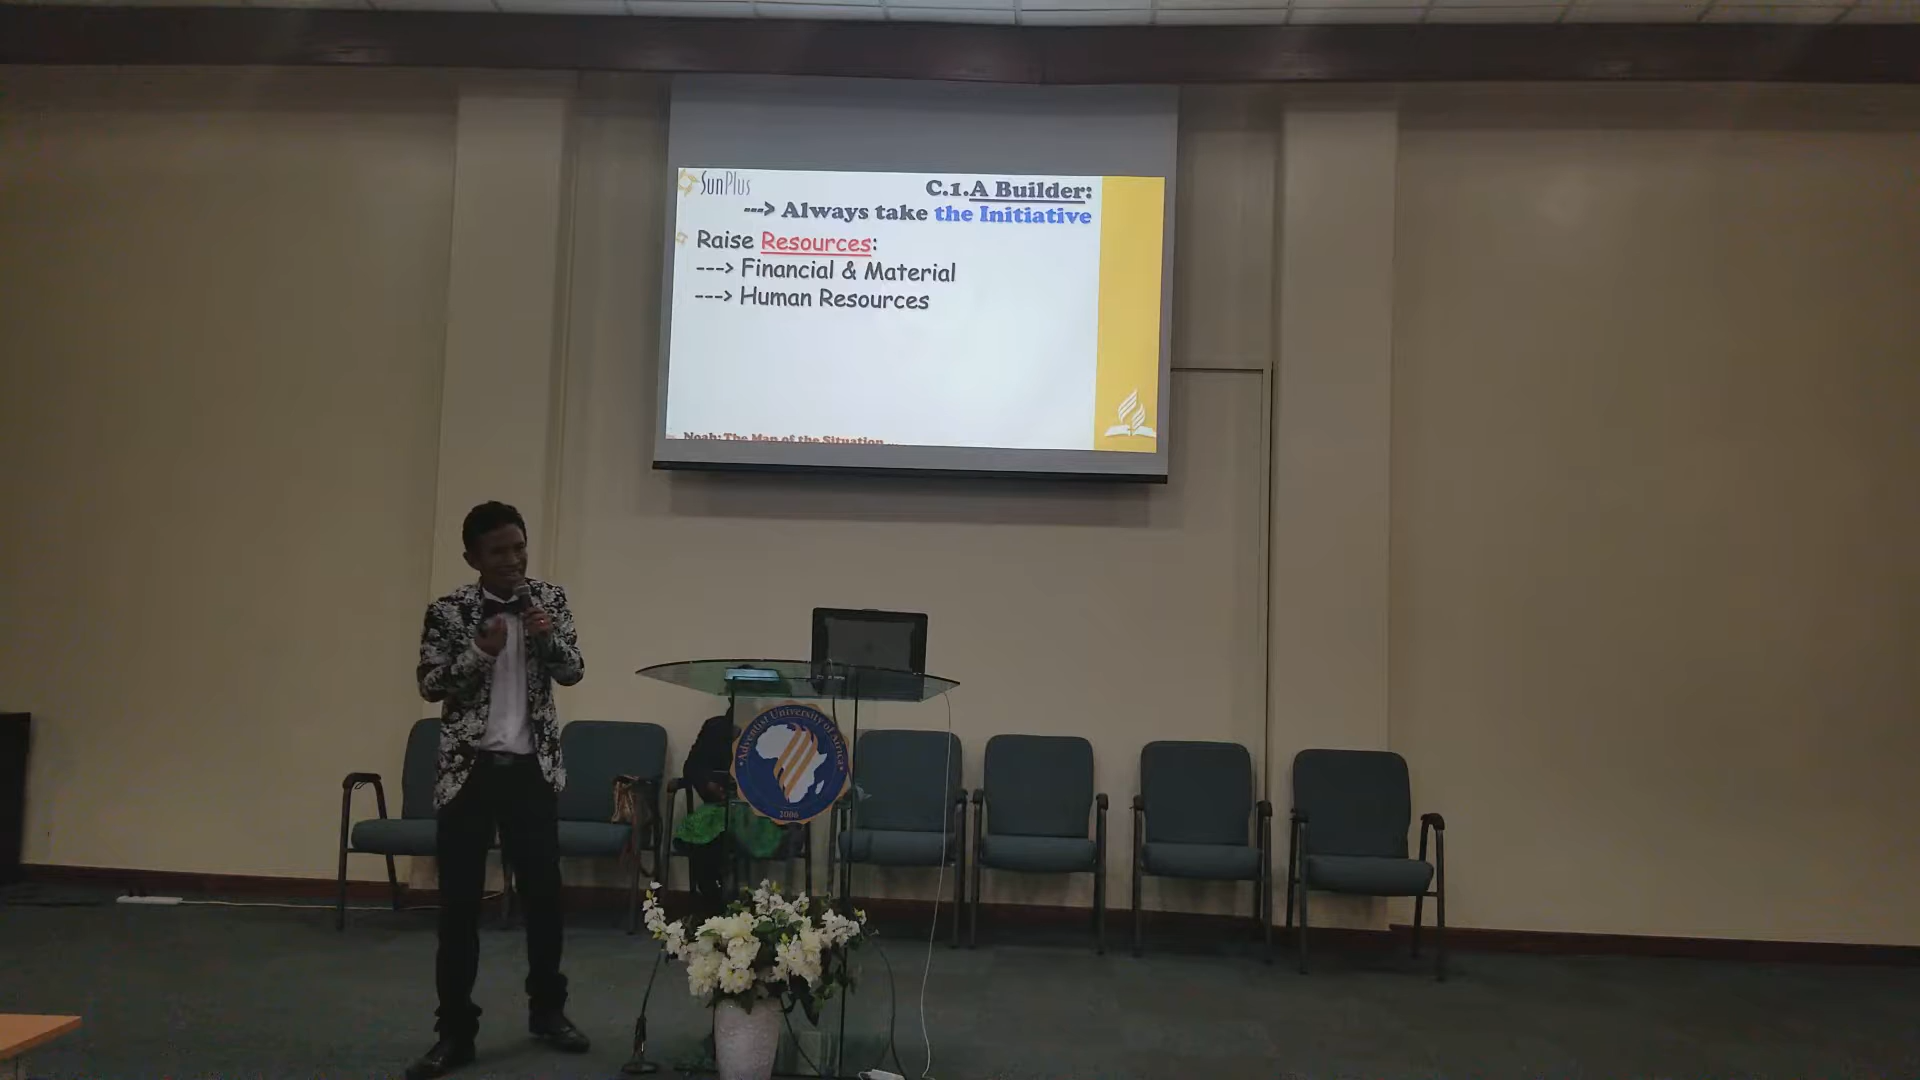 SunPlus
C.1.A Builder:
---> Always take the Initiative
Raise Resources:
---> Financial & Material
---> Human Resources
Noah: The Man of the Situation...
• Adventist University of Africa •
2006